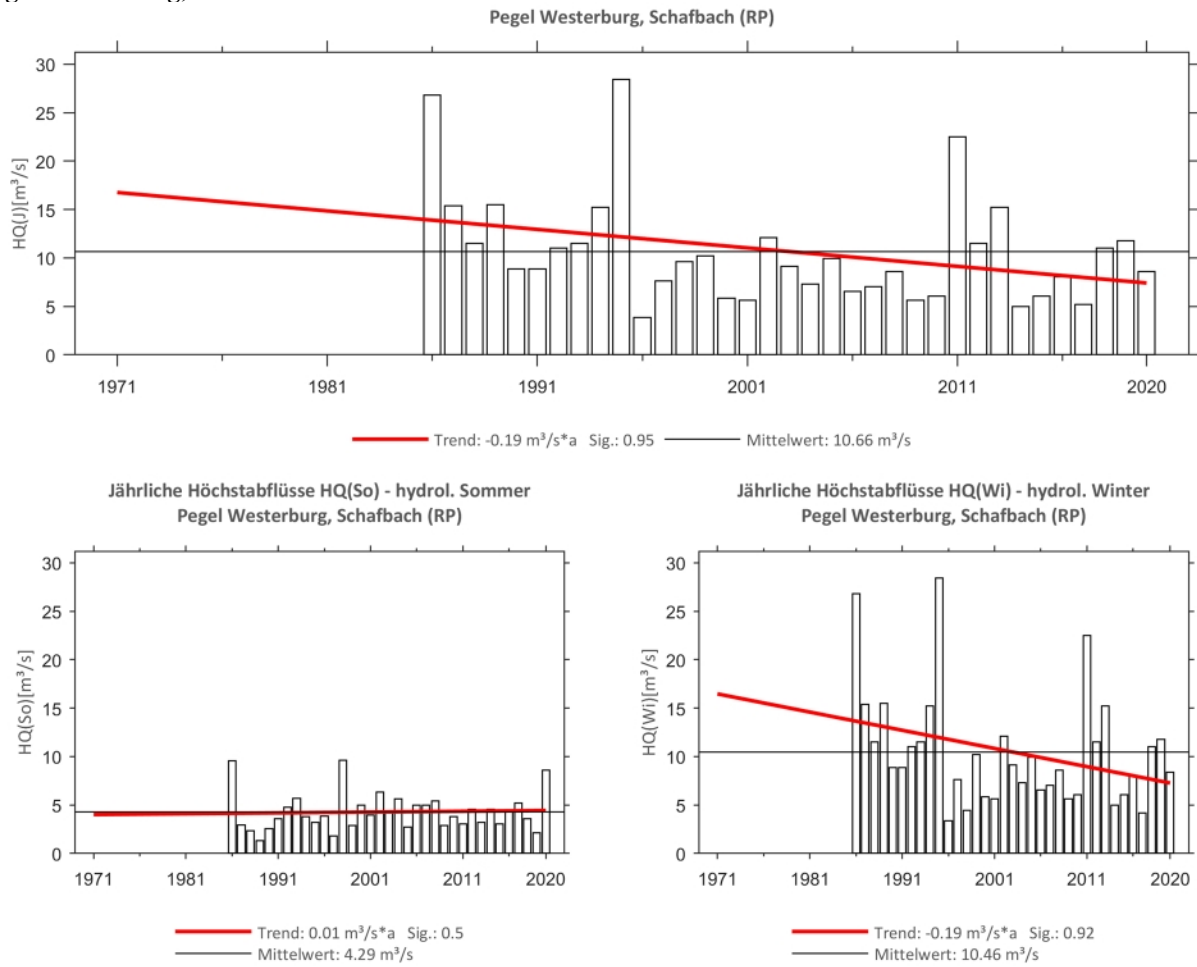 Pegel Westerburg, Schafbach (RP)
30
25
20
15
10
5
0
HQ(J)[m³/s]
1971 1981 1991 2001 2011 2020
Trend: -0.19 m³/s*a Sig.: 0.95 Mittelwert: 10.66 m³/s
Jährliche Höchstabflüsse HQ(So) - hydrol. Sommer
Pegel Westerburg, Schafbach (RP)
30
25
20
15
10
5
0
HQ(So)[m³/s]
1971 1981 1991 2001 2011 2020
Trend: 0.01 m³/s*a Sig.: 0.5
Mittelwert: 4.29 m³/s
Jährliche Höchstabflüsse HQ(Wi) - hydrol. Winter
Pegel Westerburg, Schafbach (RP)
30
25
20
15
10
5
0
HQ(Wi)[m³/s]
1971 1981 1991 2001 2011 2020
Trend: -0.19 m³/s*a Sig.: 0.92
Mittelwert: 10.46 m³/s